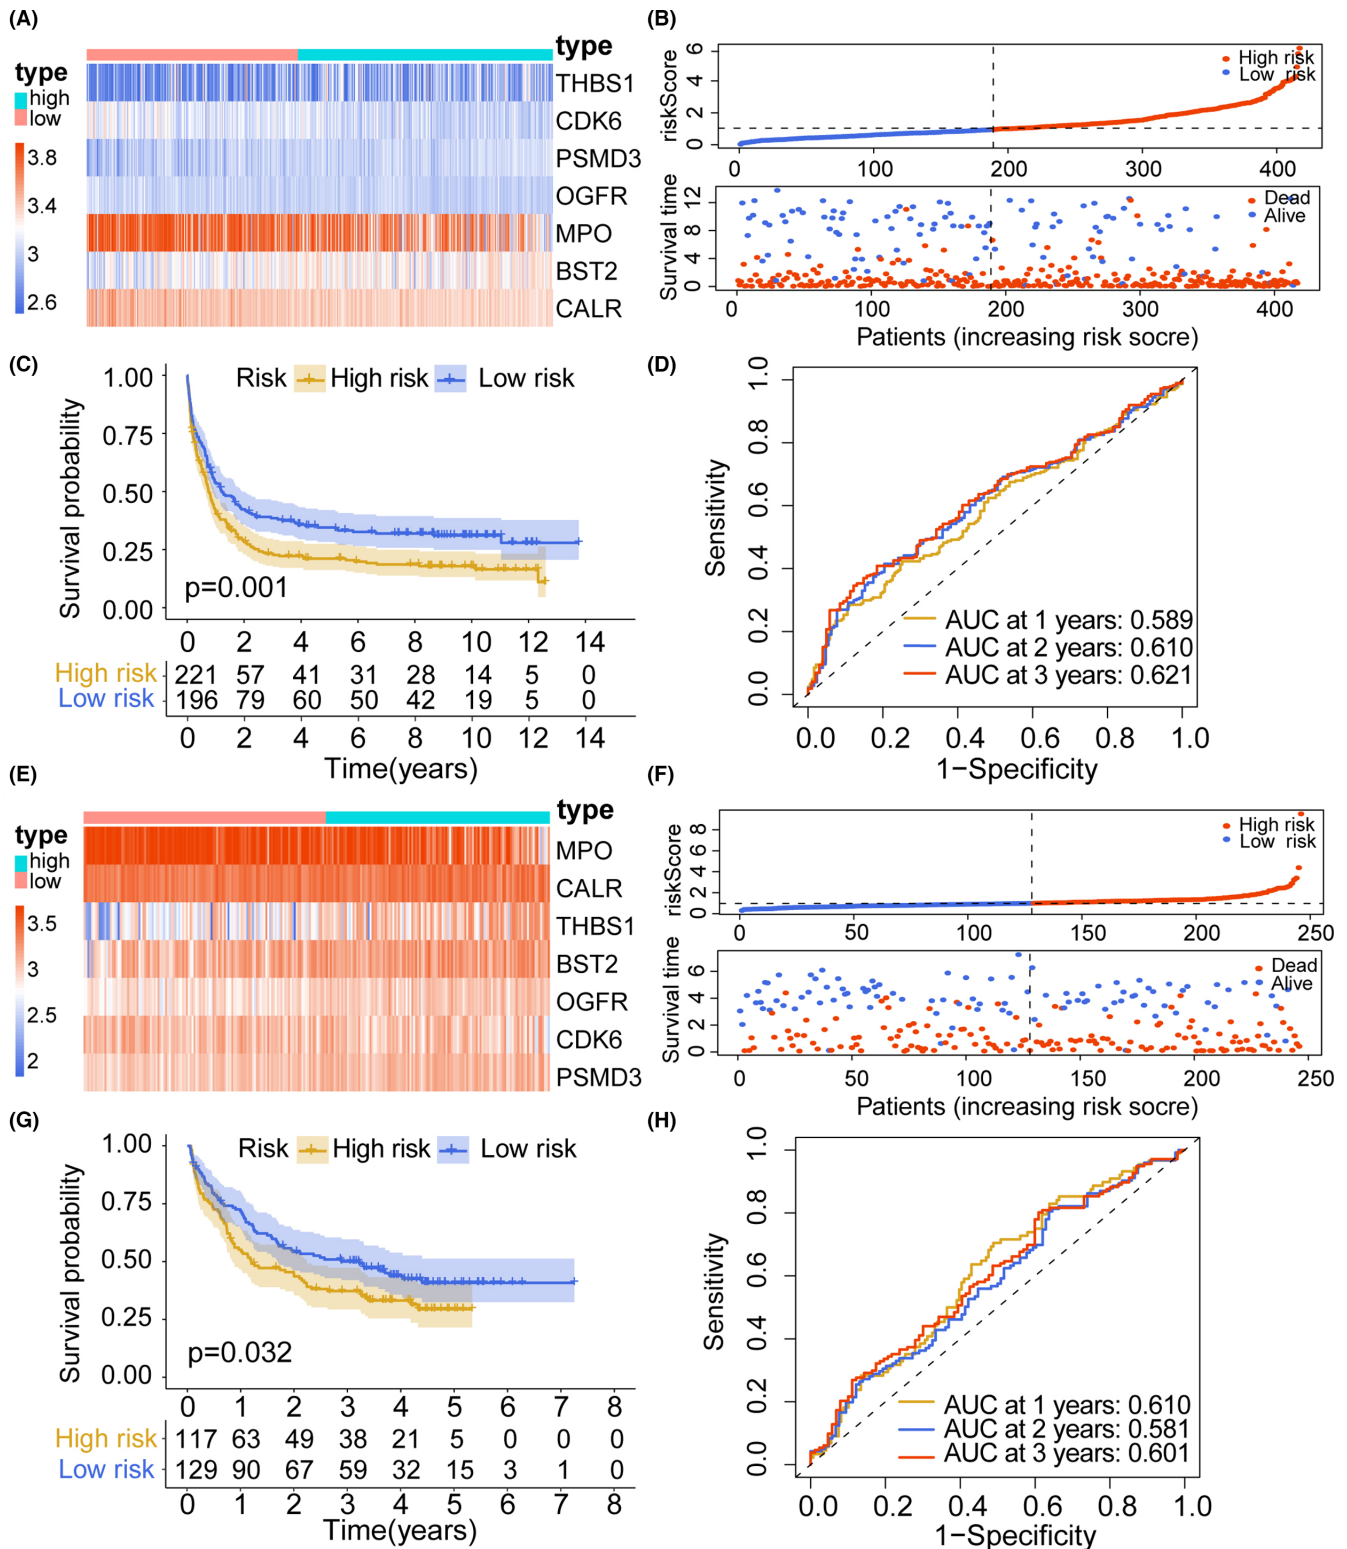 (A)
type
type
high
low
3.8
3.4
3
2.6
THBS1
CDK6
PSMD3
OGFR
MPO
BST2
CALR
(B)
riskScore
6
4
2
0
High risk
Low risk
0 100 200 300 400
Survival time
12
8
4
0
Dead
Alive
0 100 200 300 400
Patients (increasing risk socre)
(C)
Survival probability
1.00
0.75
0.50
0.25
0.00
Risk High risk Low risk
p=0.001
0 2 4 6 8 10 12 14
High risk 221 57 41 31 28 14 5 0
Low risk 196 79 60 50 42 19 5 0
0 2 4 6 8 10 12 14
Time(years)
(D)
Sensitivity
1.0
0.8
0.6
0.4
0.2
0.0
AUC at 1 years: 0.589
AUC at 2 years: 0.610
AUC at 3 years: 0.621
0.0 0.2 0.4 0.6 0.8 1.0
1−Specificity
(E)
type
type
high
low
3.5
3
2.5
2
MPO
CALR
THBS1
BST2
OGFR
CDK6
PSMD3
(F)
riskScore
8
6
4
2
0
High risk
Low risk
0 50 100 150 200 250
Survival time
6
4
2
0
Dead
Alive
0 50 100 150 200 250
Patients (increasing risk socre)
(G)
Survival probability
1.00
0.75
0.50
0.25
0.00
Risk High risk Low risk
p=0.032
0 1 2 3 4 5 6 7 8
High risk 117 63 49 38 21 5 0 0 0
Low risk 129 90 67 59 32 15 3 1 0
0 1 2 3 4 5 6 7 8
Time(years)
(H)
Sensitivity
1.0
0.8
0.6
0.4
0.2
0.0
AUC at 1 years: 0.610
AUC at 2 years: 0.581
AUC at 3 years: 0.601
0.0 0.2 0.4 0.6 0.8 1.0
1−Specificity